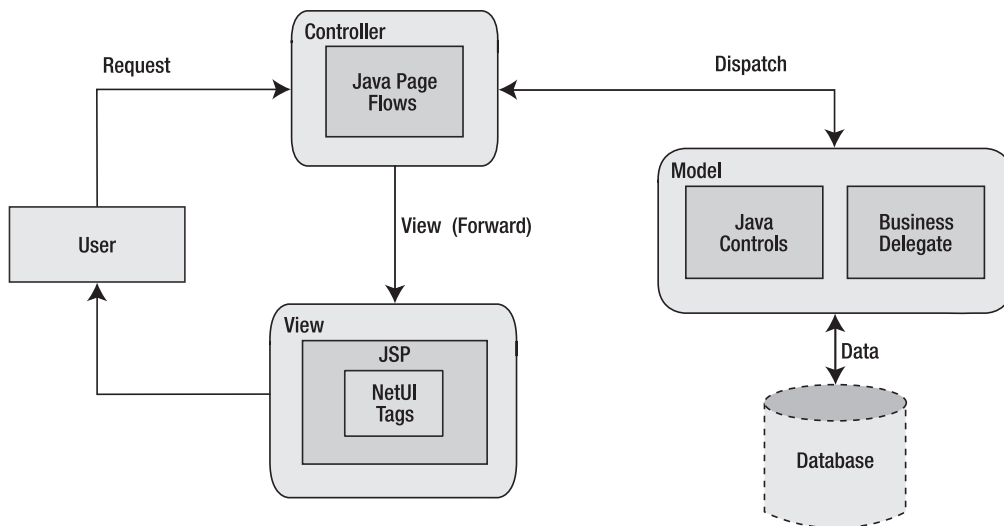 Controller
Java Page
Flows
Request
Dispatch
Model
Java
Controls
Business
Delegate
User
View (Forward)
View
JSP
NetUI
Tags
Data
Database